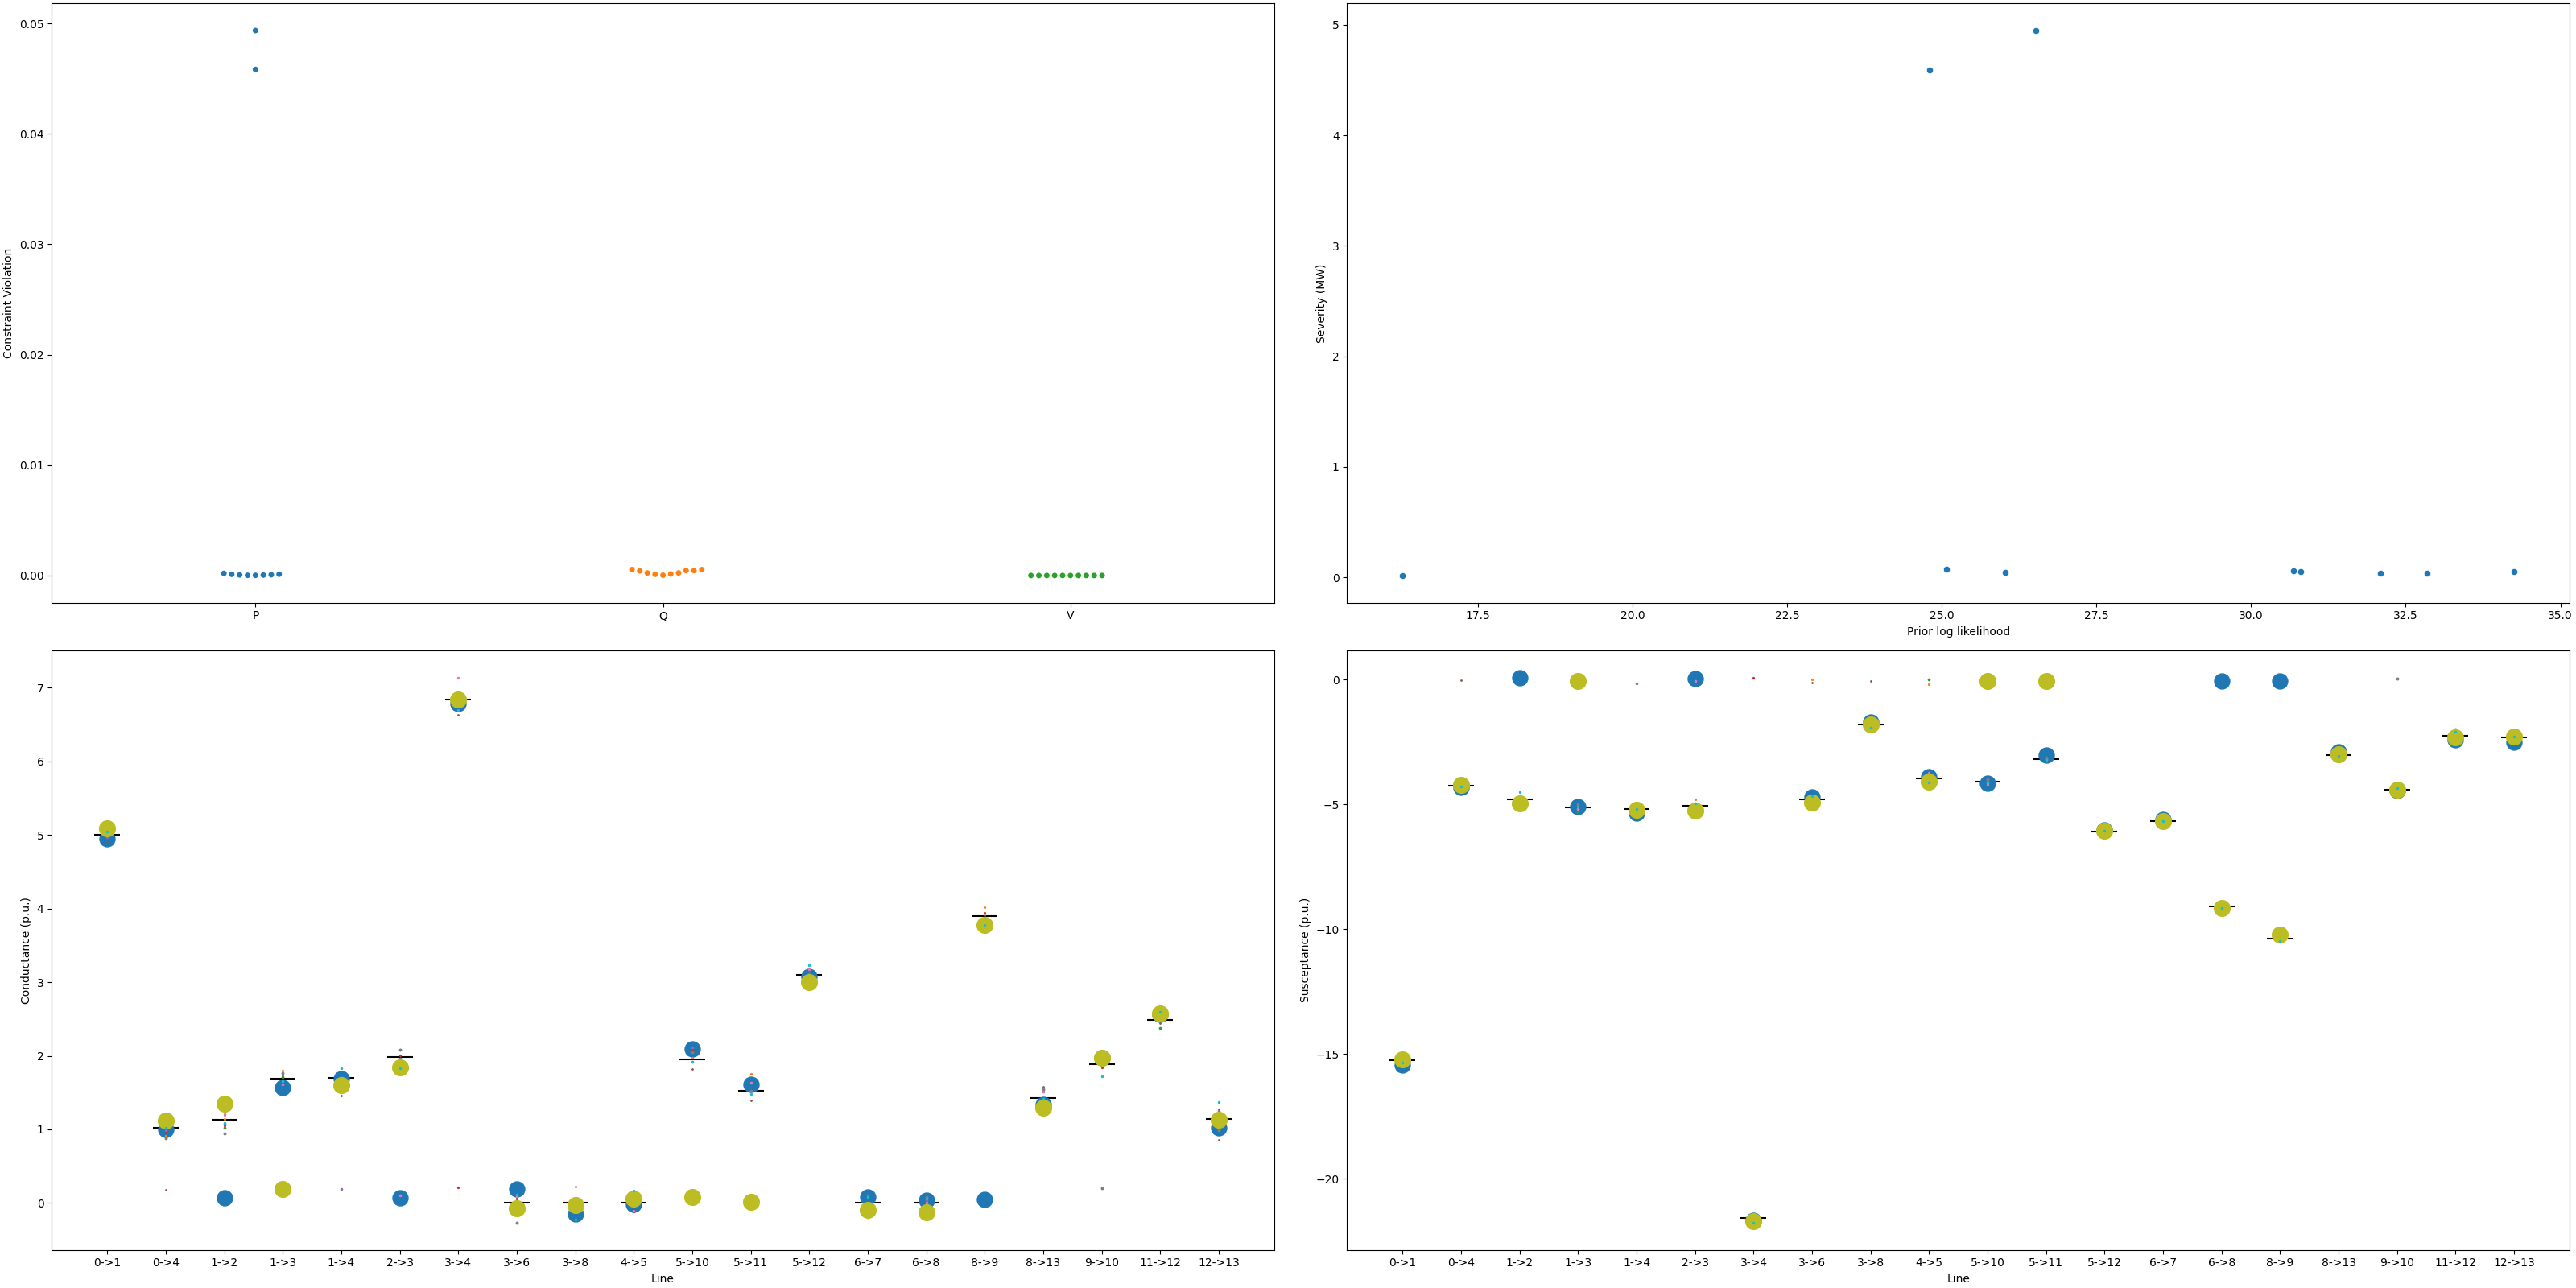 0.05
0.04
0.03
0.02
0.01
0.00
Constraint Violation
P Q V
5
4
3
2
1
0
Severity (MW)
17.5 20.0 22.5 25.0 27.5 30.0 32.5 35.0
Prior log likelihood
7
6
5
4
3
2
1
0
Conductance (p.u.)
0->1 0->4 1->2 1->3 1->4 2->3 3->4 3->6 3->8 4->5 5->10 5->11 5->12 6->7 6->8 8->9 8->13 9->10 11->12 12->13
Line
0
−5
−10
−15
−20
Susceptance (p.u.)
0->1 0->4 1->2 1->3 1->4 2->3 3->4 3->6 3->8 4->5 5->10 5->11 5->12 6->7 6->8 8->9 8->13 9->10 11->12 12->13
Line